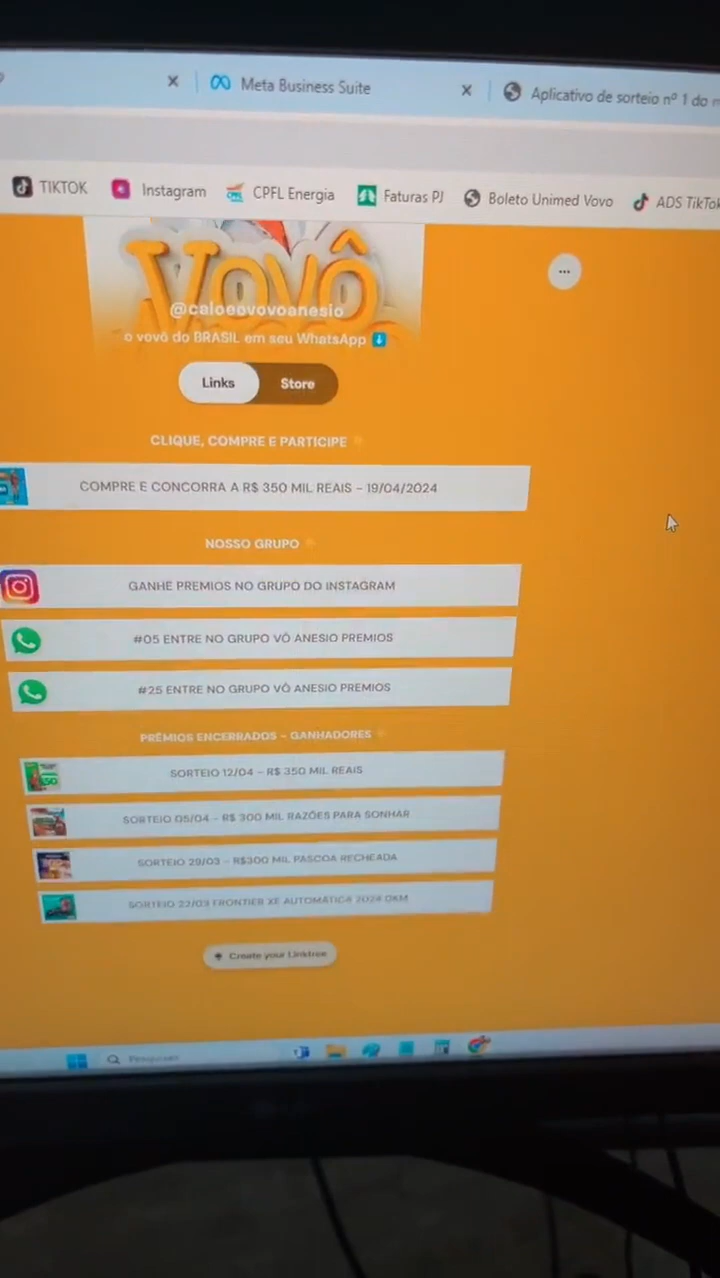 Meta Business Suite
Aplicativo de sorteio nº 1 do
TIKTOK
Instagram
CPFL Energia
Faturas PJ
Boleto Unimed Vovo
ADS TikTok
Vovô
@caloeovovoanesio
o vovô do BRASIL em seu WhatsApp
Links
Store
CLIQUE, COMPRE E PARTICIPE
COMPRE E CONCORRA A R$ 350 MIL REAIS - 19/04/2024
NOSSO GRUPO
GANHE PREMIOS NO GRUPO DO INSTAGRAM
#05 ENTRE NO GRUPO VÔ ANESIO PREMIOS
#25 ENTRE NO GRUPO VÔ ANESIO PREMIOS
PRÊMIOS ENCERRADOS - GANHADORES
SORTEIO 12/04 - R$ 350 MIL REAIS
SORTEIO 05/04 - R$ 300 MIL RAZÕES PARA SONHAR
SORTEIO 29/03 - R$300 MIL PASCOA RECHEADA
SORTEIO 22/03 FRONTIER XE AUTOMÁTICA 2024 0KM
Create your Linktree
Pesquisar